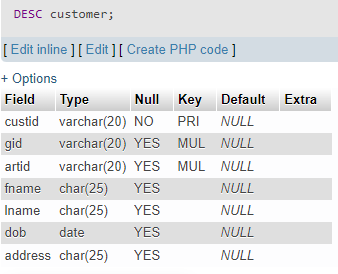 DESC customer;
[ Edit inline ] [ Edit ] [ Create PHP code ]
+ Options
Field Type Null Key Default Extra
custid varchar(20) NO PRI NULL
gid varchar(20) YES MUL NULL
artid varchar(20) YES MUL NULL
fname char(25) YES NULL
lname char(25) YES NULL
dob date YES NULL
address char(25) YES NULL